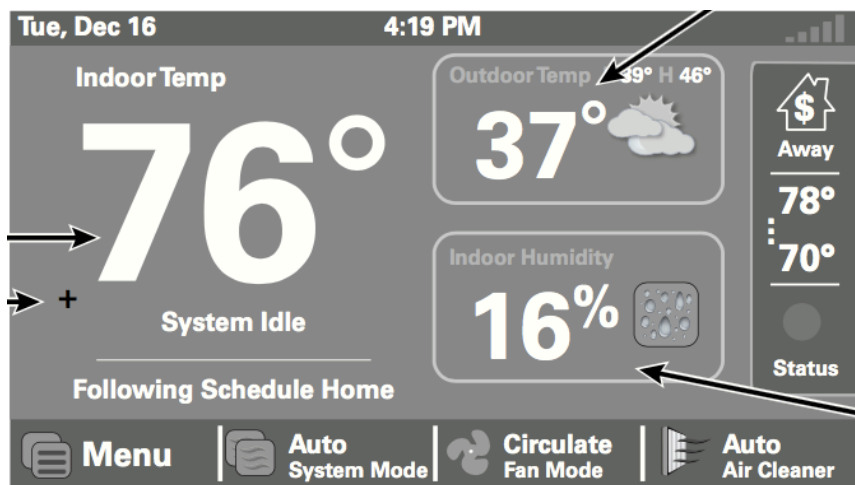 Tue, Dec 16
4:19 PM
Indoor Temp
76°
+
System Idle
Following Schedule Home
Outdoor Temp 39° H 46°
37°
Indoor Humidity
16%
$
Away
78°
70°
Status
Menu
Auto
System Mode
Circulate
Fan Mode
Auto
Air Cleaner